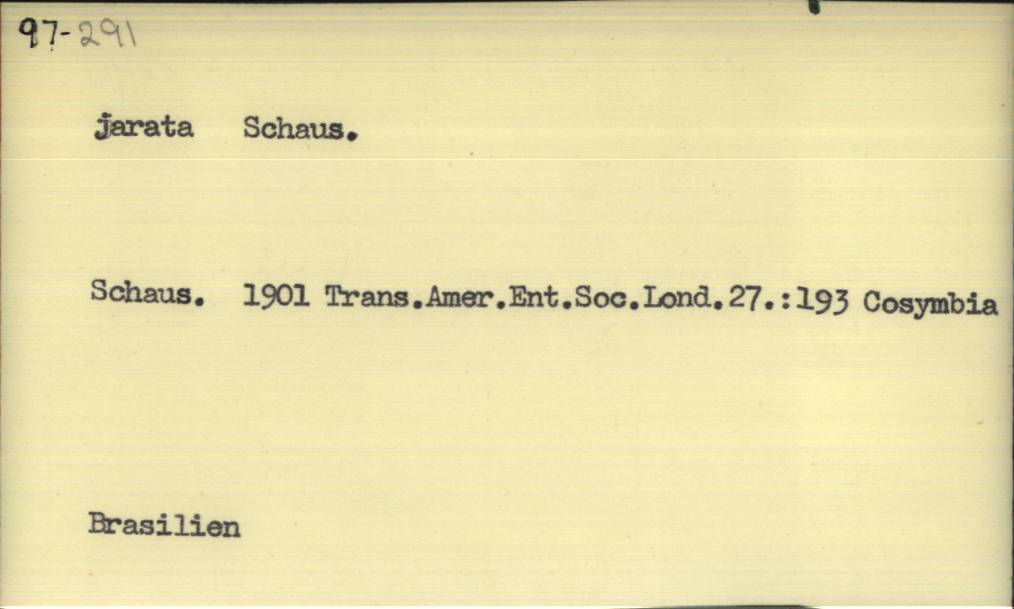 97-291
jarata Schaus.
Schaus. 1901 Trans.Amer.Ent.Soc.Lond.27.:193 Cosymbia
Brasilien